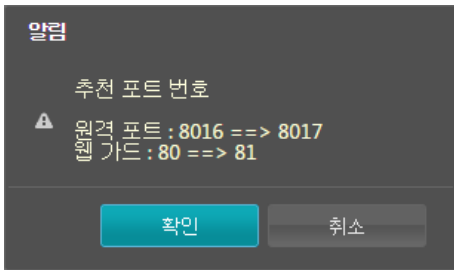 알림
추천 포트 번호
원격 포트 : 8016 ==> 8017
웹 가드 : 80 ==> 81
확인
취소